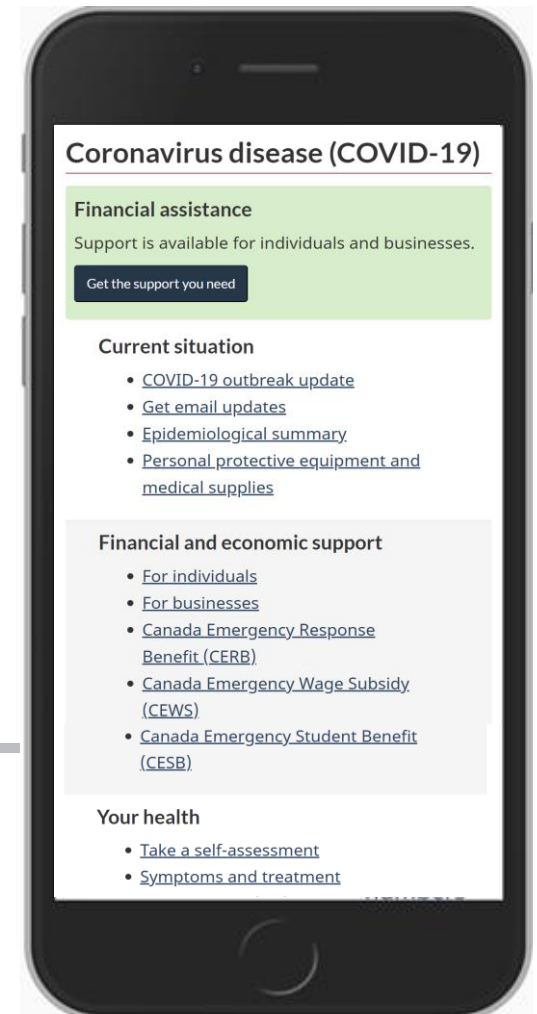 Coronavirus disease (COVID-19)
Financial assistance
Support is available for individuals and businesses.
Get the support you need
Current situation
• COVID-19 outbreak update
• Get email updates
• Epidemiological summary
• Personal protective equipment and
medical supplies
Financial and economic support
• For individuals
• For businesses
• Canada Emergency Response
Benefit (CERB)
• Canada Emergency Wage Subsidy
(CEWS)
• Canada Emergency Student Benefit
(CESB)
Your health
• Take a self-assessment
• Symptoms and treatment